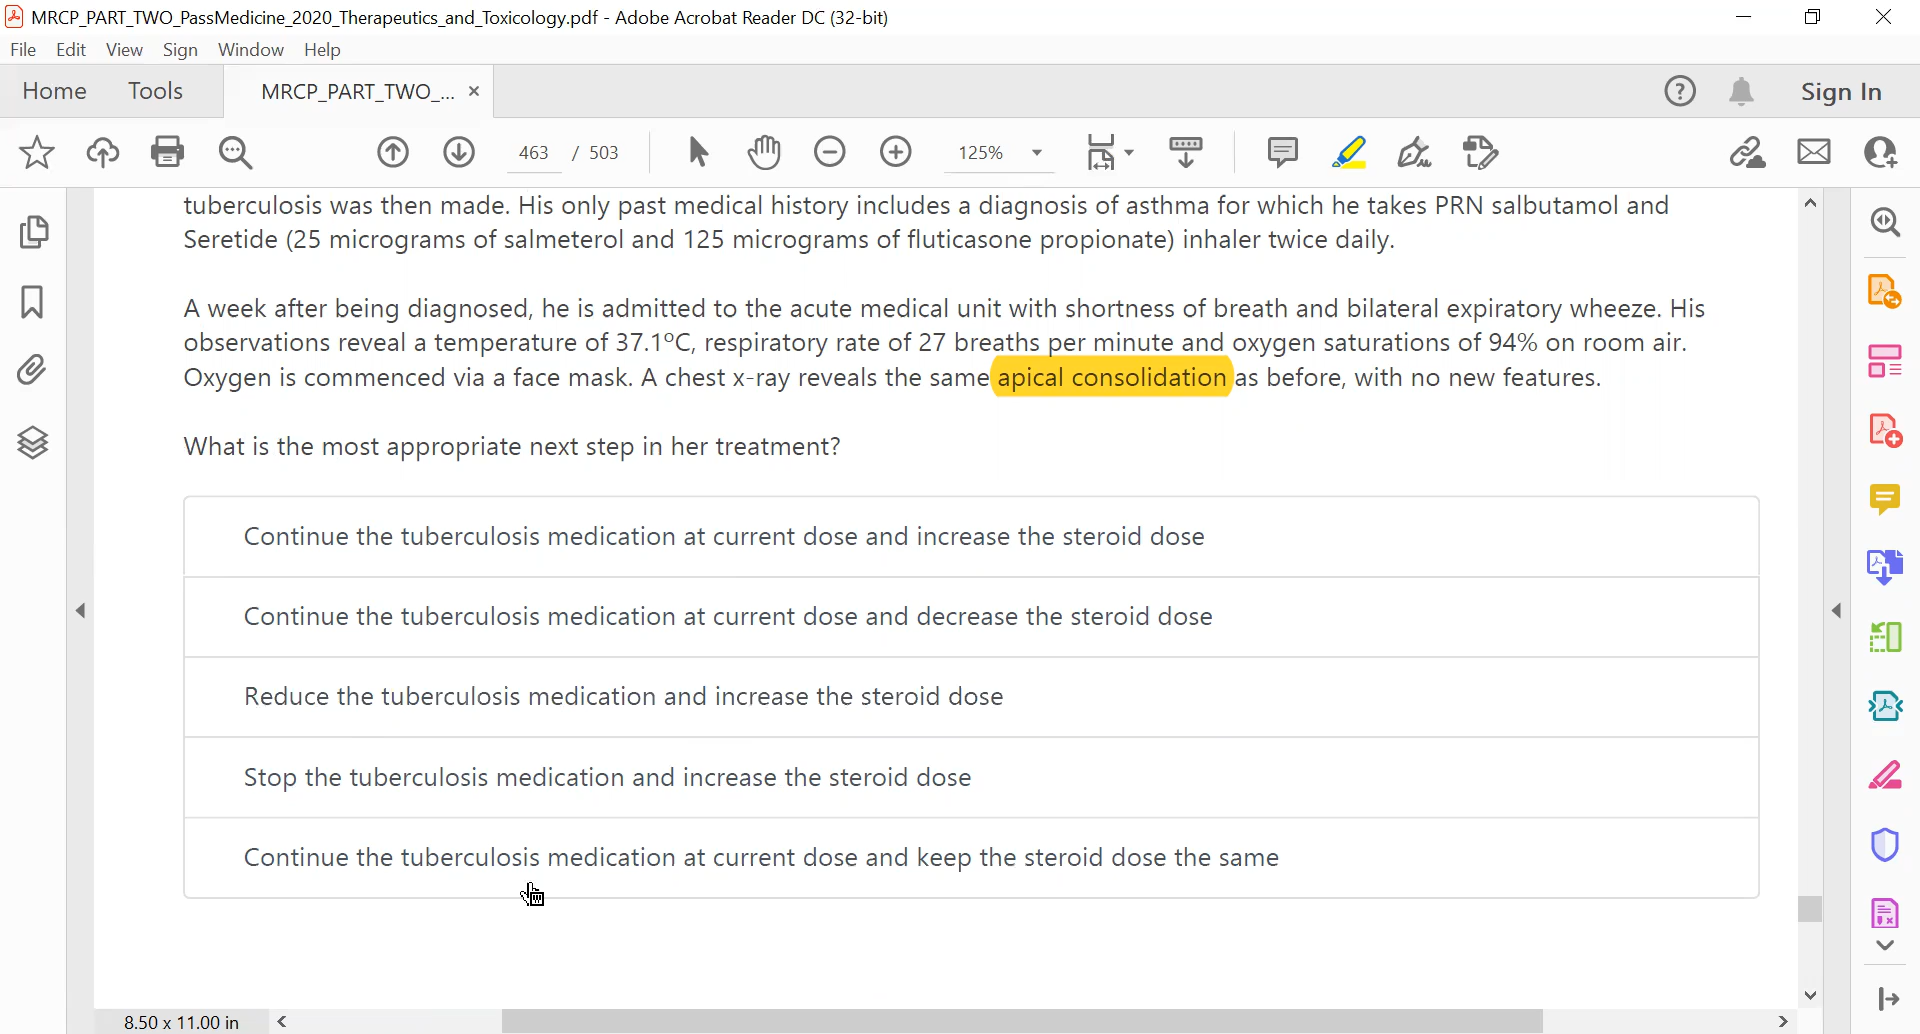 MRCP_PART_TWO_PassMedicine_2020_Therapeutics_and_Toxicology.pdf - Adobe Acrobat Reader DC (32-bit)
File Edit View Sign Window Help
Home Tools MRCP_PART_TWO_... × Sign In
463 / 503 125%
tuberculosis was then made. His only past medical history includes a diagnosis of asthma for which he takes PRN salbutamol and
Seretide (25 micrograms of salmeterol and 125 micrograms of fluticasone propionate) inhaler twice daily.
A week after being diagnosed, he is admitted to the acute medical unit with shortness of breath and bilateral expiratory wheeze. His
observations reveal a temperature of 37.1ºC, respiratory rate of 27 breaths per minute and oxygen saturations of 94% on room air.
Oxygen is commenced via a face mask. A chest x-ray reveals the same apical consolidation as before, with no new features.
What is the most appropriate next step in her treatment?
Continue the tuberculosis medication at current dose and increase the steroid dose
Continue the tuberculosis medication at current dose and decrease the steroid dose
Reduce the tuberculosis medication and increase the steroid dose
Stop the tuberculosis medication and increase the steroid dose
Continue the tuberculosis medication at current dose and keep the steroid dose the same
8.50 x 11.00 in